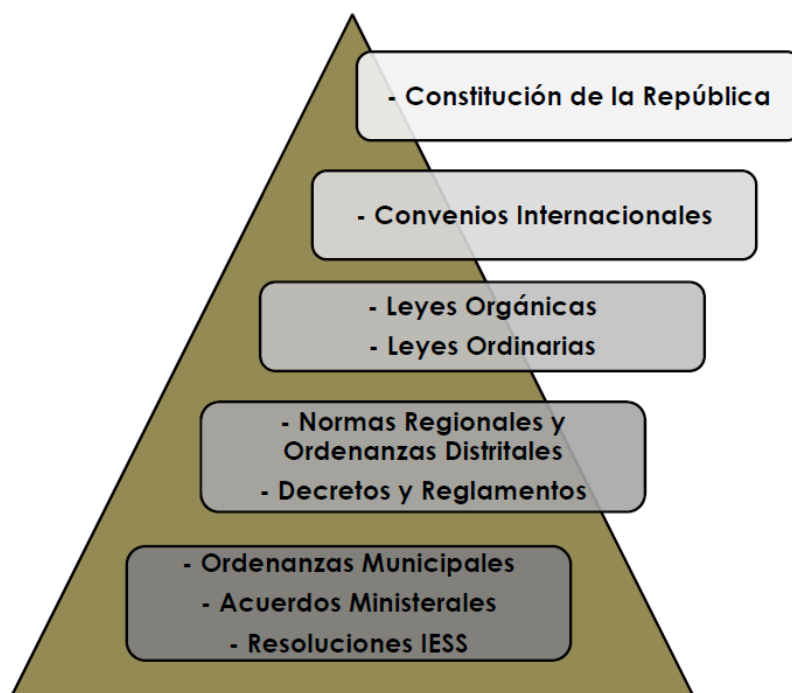 - Constitución de la República
- Convenios Internacionales
- Leyes Orgánicas
- Leyes Ordinarias
- Normas Regionales y
Ordenanzas Distritales
- Decretos y Reglamentos
- Ordenanzas Municipales
- Acuerdos Ministerales
- Resoluciones IESS